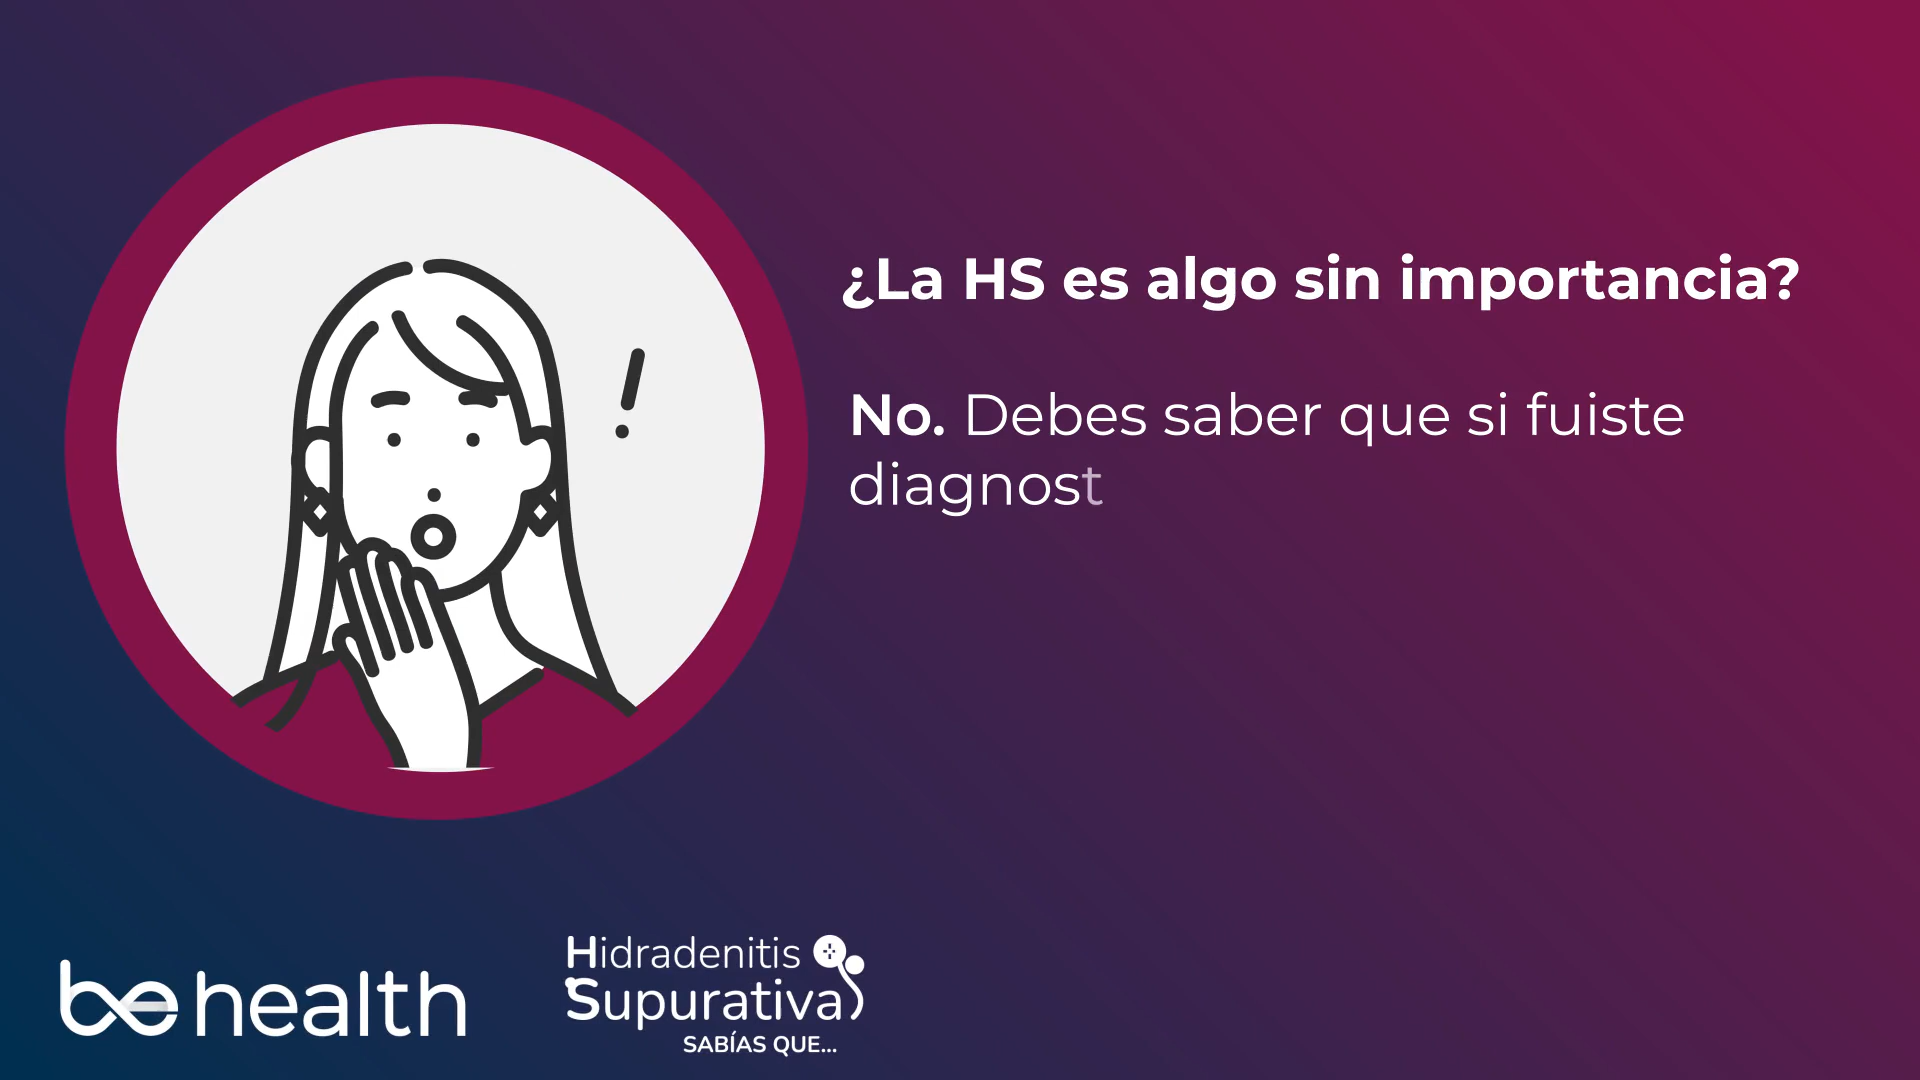 ¿La HS es algo sin importancia?
No. Debes saber que si fuiste
diagnost
be health
Hidradenitis
Supurativa
SABÍAS QUE...